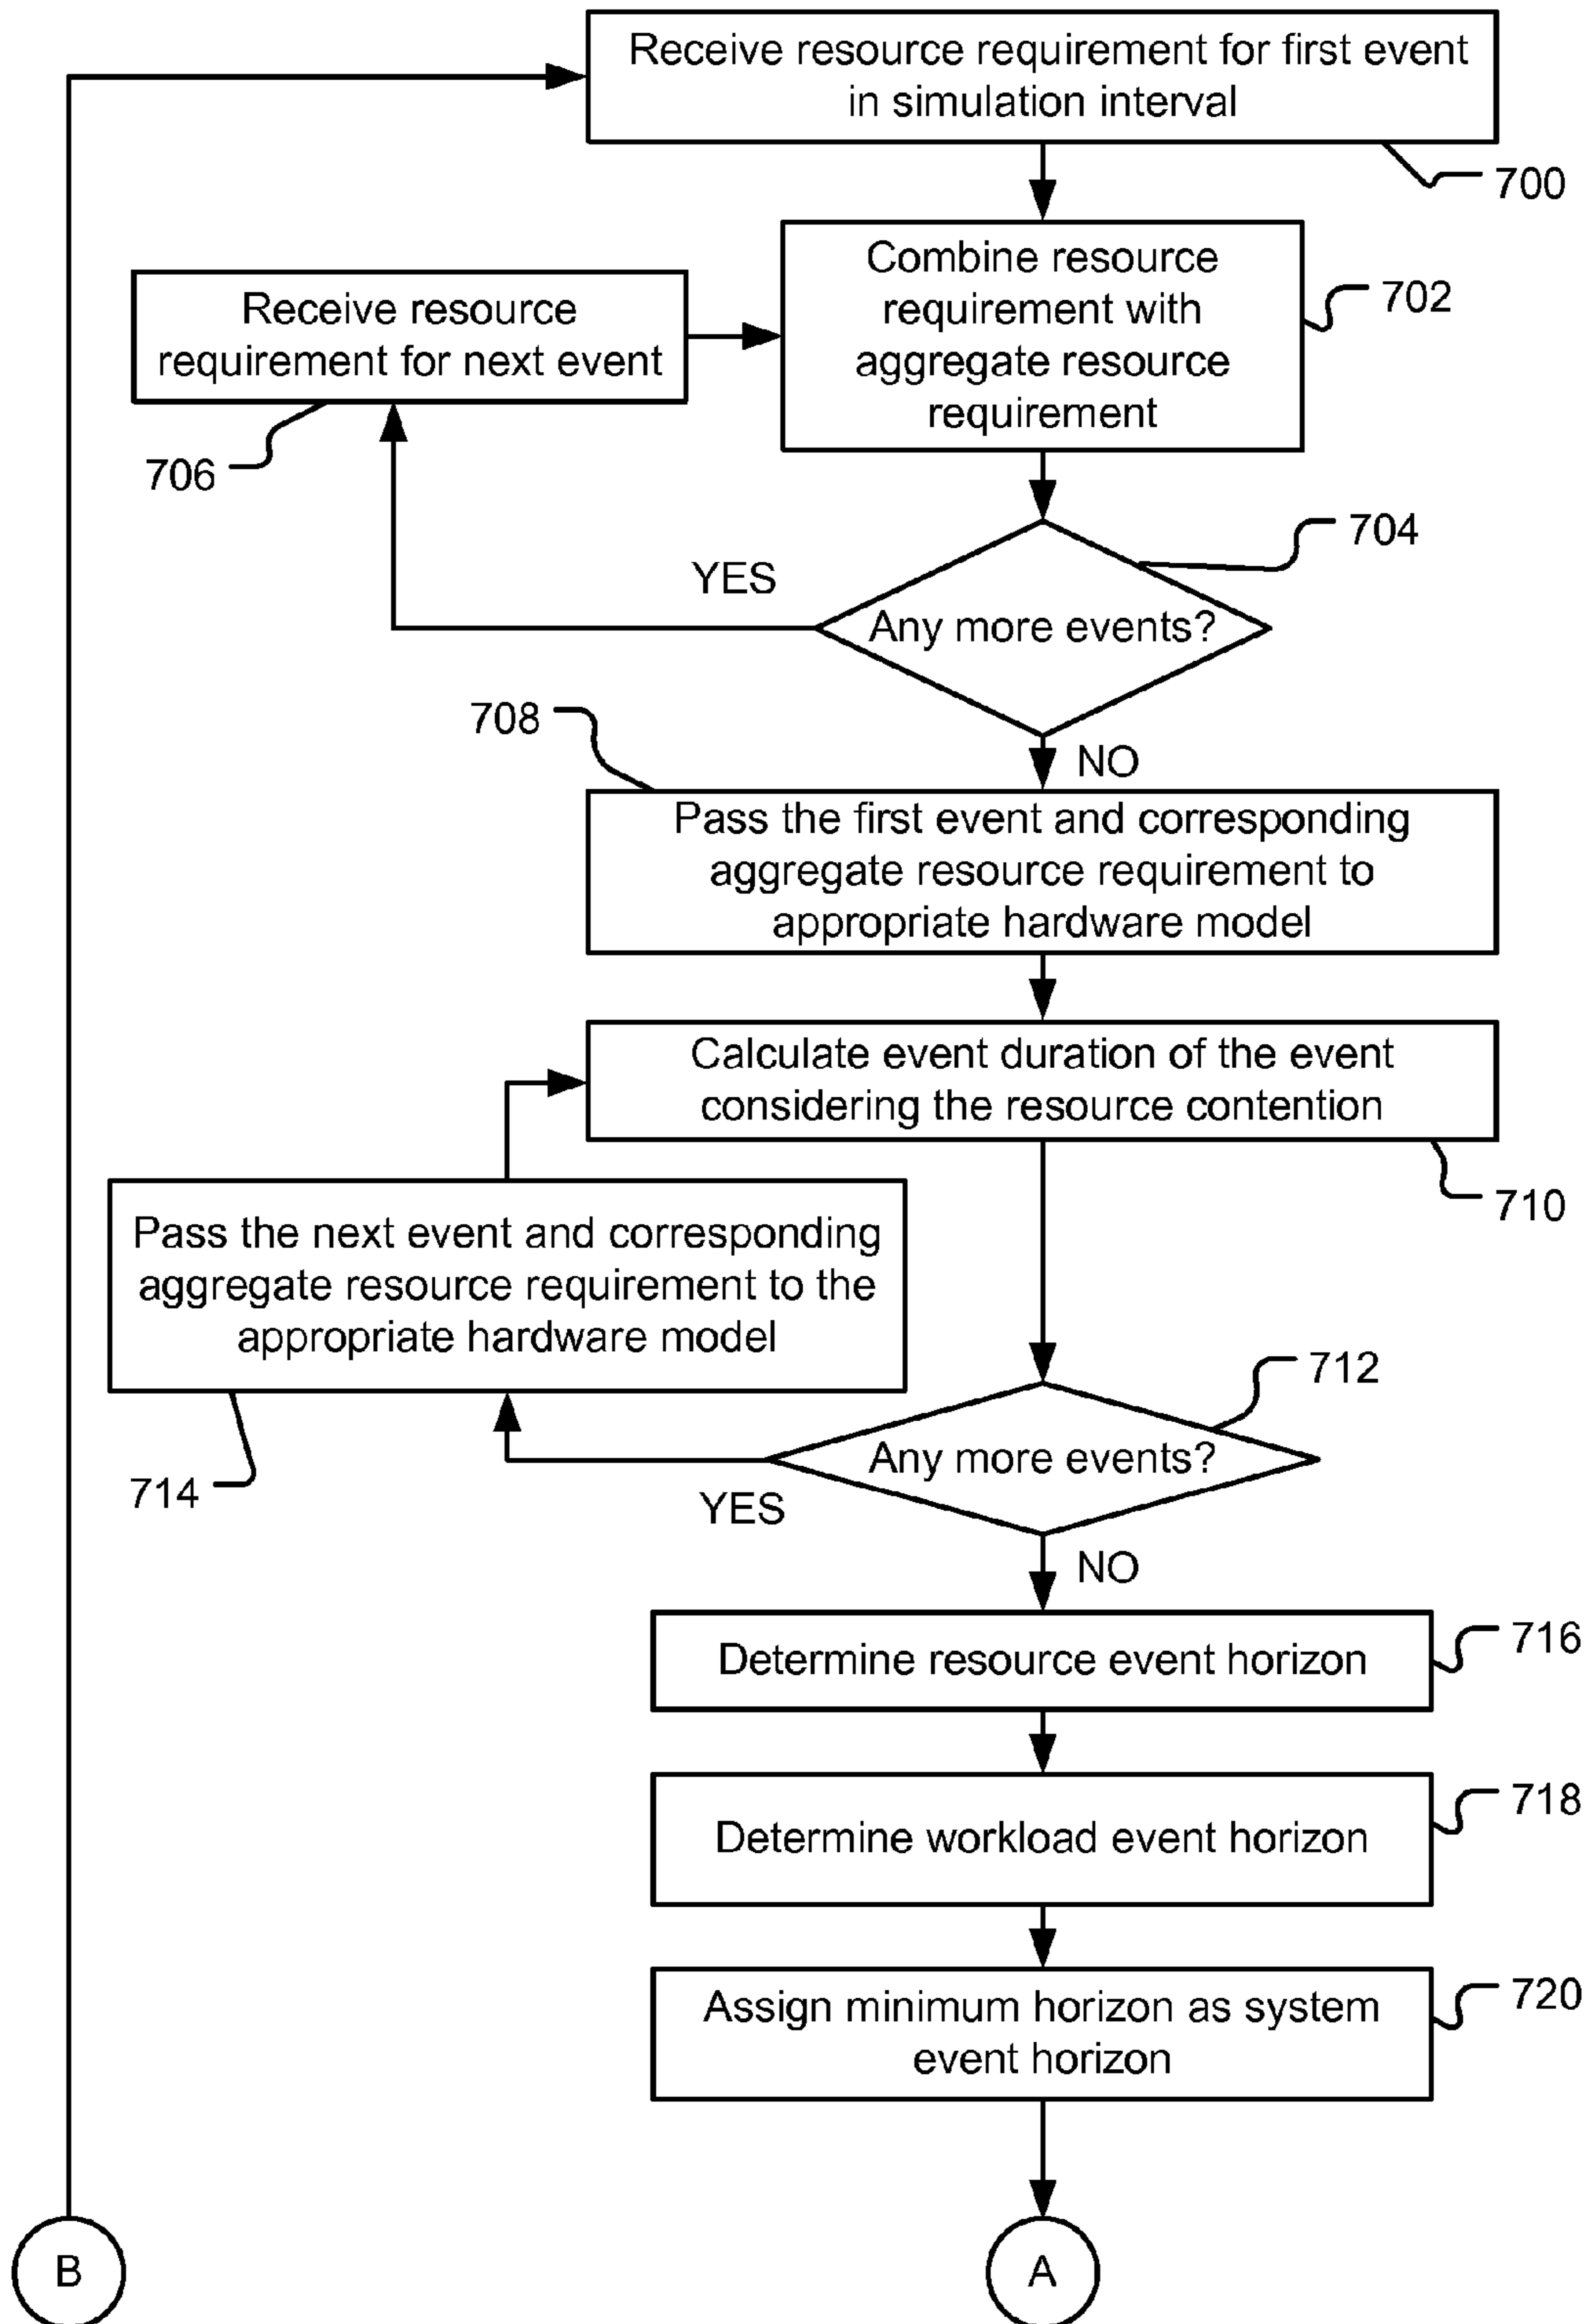 Receive resource requirement for first event
in simulation interval
700
Combine resource
requirement with
aggregate resource
requirement
702
Receive resource
requirement for next event
706
704
YES
Any more events?
708
NO
Pass the first event and corresponding
aggregate resource requirement to
appropriate hardware model
Calculate event duration of the event
considering the resource contention
710
Pass the next event and corresponding
aggregate resource requirement to the
appropriate hardware model
712
Any more events?
714
YES
NO
Determine resource event horizon
716
Determine workload event horizon
718
Assign minimum horizon as system
event horizon
720
B
A